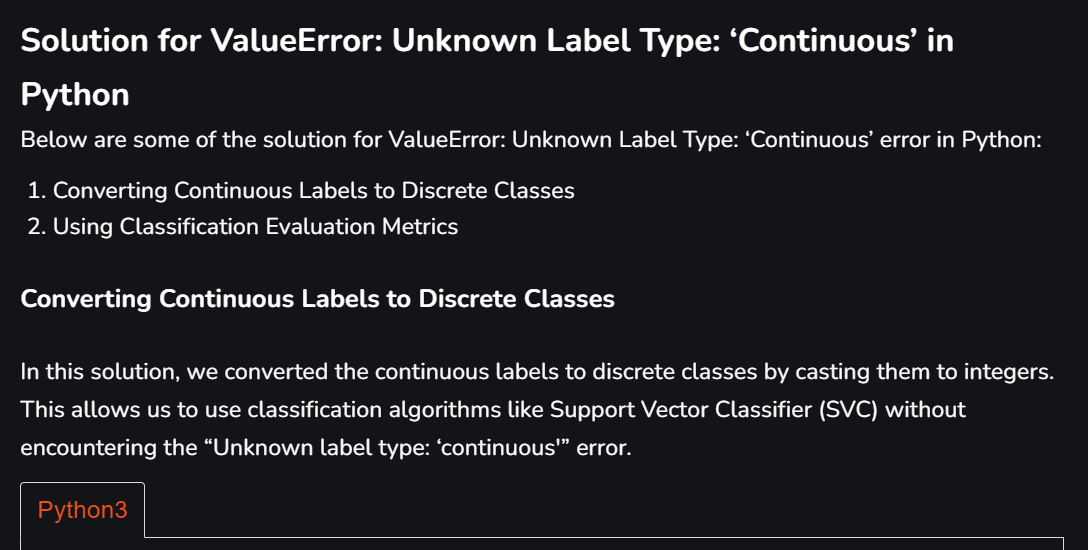 Solution for ValueError: Unknown Label Type: ‘Continuous’ in
Python
Below are some of the solution for ValueError: Unknown Label Type: ‘Continuous’ error in Python:
1. Converting Continuous Labels to Discrete Classes
2. Using Classification Evaluation Metrics
Converting Continuous Labels to Discrete Classes
In this solution, we converted the continuous labels to discrete classes by casting them to integers.
This allows us to use classification algorithms like Support Vector Classifier (SVC) without
encountering the “Unknown label type: ‘continuous'” error.
Python3